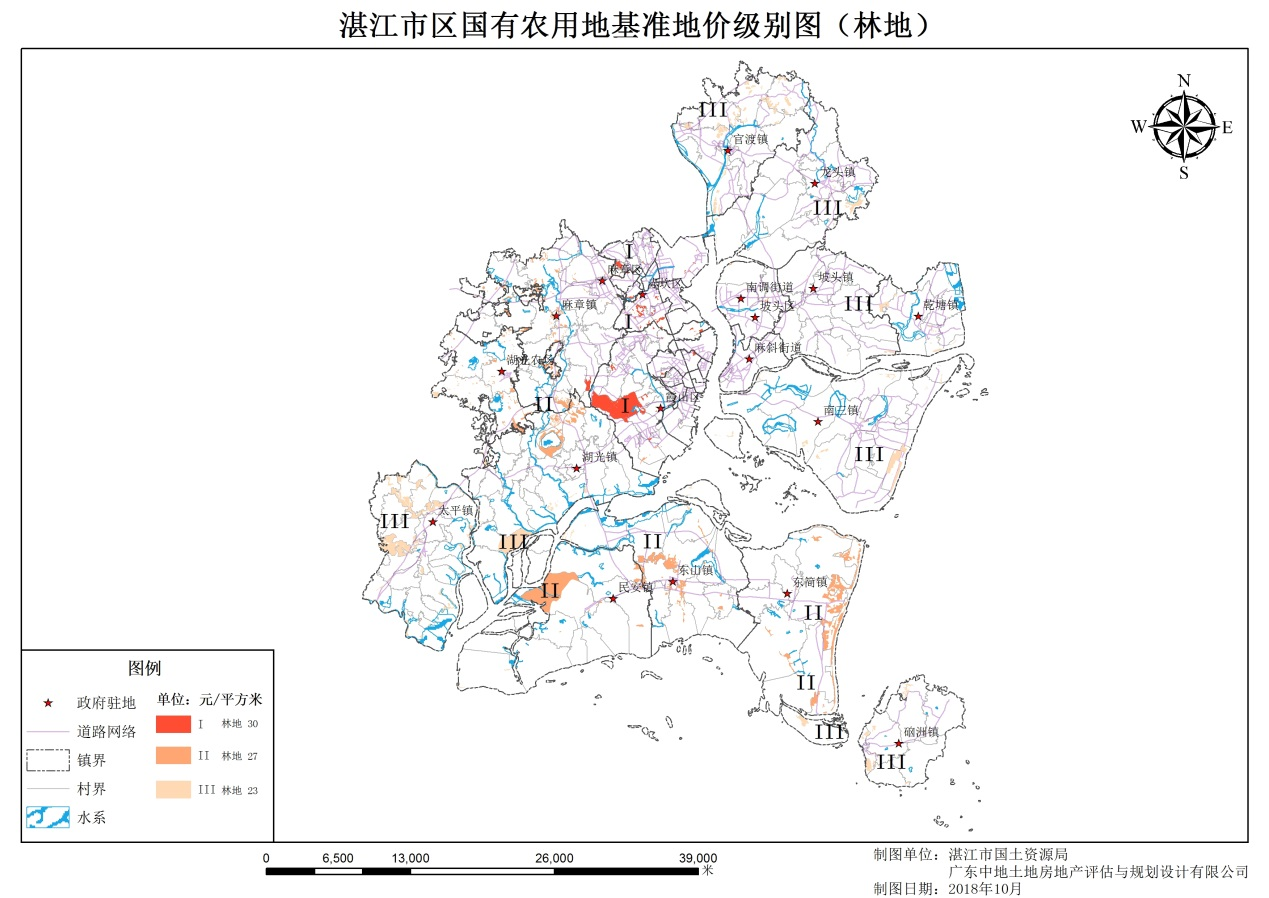 湛江市区国有农用地基准地价级别图（林地）
N
W
E
S
III
官渡镇
龙头镇
III
I
麻章区
赤坎区
南调街道
坡头镇
坡头区
III
乾塘镇
麻章镇
I
麻斜街道
湖光农场
II
I
霞山区
南三镇
III
湖光镇
太平镇
III
III
II
东山镇
II
民安镇
东简镇
II
II
III
硇洲镇
III
图例
政府驻地
道路网络
镇界
村界
水系
单位：元/平方米
I 林地 30
II 林地 27
III 林地 23
0 6,500 13,000 26,000 39,000
米
制图单位：湛江市国土资源局
广东中地土地房地产评估与规划设计有限公司
制图日期：2018年10月